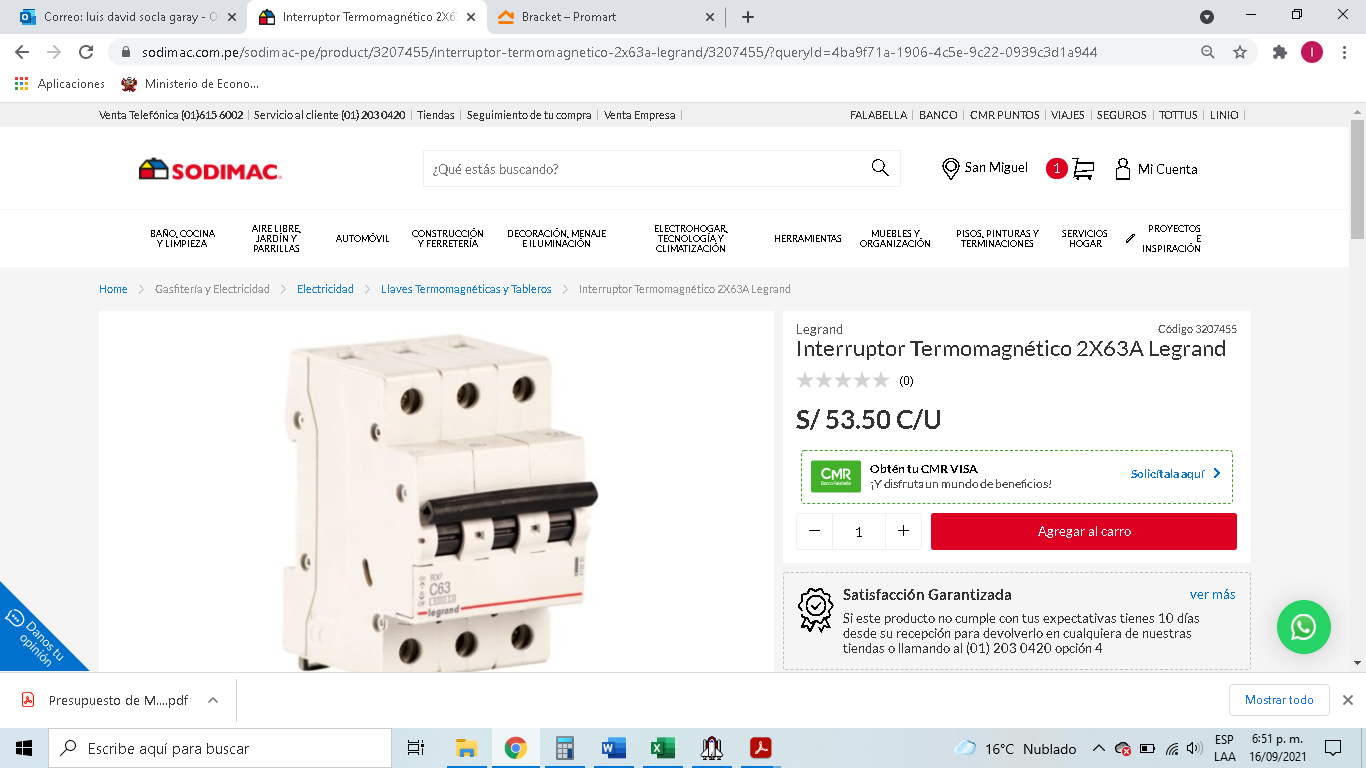 Correo: luis david socla garay - O
Interruptor Termomagnético 2X6
Bracket – Promart
sodimac.com.pe/sodimac-pe/product/3207455/interruptor-termomagnetico-2x63a-legrand/3207455/?queryId=4ba9f71a-1906-4c5e-9c22-0939c3d1a944
I
Aplicaciones
Ministerio de Econo...
Venta Telefónica (01)615 6002
Servicio al cliente (01) 203 0420
Tiendas
Seguimiento de tu compra
Venta Empresa
FALABELLA
BANCO
CMR PUNTOS
VIAJES
SEGUROS
TOTTUS
LINIO
SODIMAC
¿Qué estás buscando?
San Miguel
1
Mi Cuenta
BAÑO, COCINA
Y LIMPIEZA
AIRE LIBRE,
JARDÍN Y
PARRILLAS
AUTOMÓVIL
CONSTRUCCIÓN
Y FERRETERÍA
DECORACIÓN, MENAJE
E ILUMINACIÓN
ELECTROHOGAR,
TECNOLOGÍA Y
CLIMATIZACIÓN
HERRAMIENTAS
MUEBLES Y
ORGANIZACIÓN
PISOS, PINTURAS Y
TERMINACIONES
SERVICIOS
HOGAR
PROYECTOS
E
INSPIRACIÓN
Home
Gasfitería y Electricidad
Electricidad
Llaves Termomagnéticas y Tableros
Interruptor Termomagnético 2X63A Legrand
RX³
C63
legrand
Legrand
Código 3207455
Interruptor Termomagnético 2X63A Legrand
(0)
S/ 53.50 C/U
CMR
Banco Falabella
Obtén tu CMR VISA
¡Y disfruta un mundo de beneficios!
Solicítala aquí
1
Agregar al carro
Satisfacción Garantizada
ver más
Si este producto no cumple con tus expectativas tienes 10 días
desde su recepción para devolverlo en cualquiera de nuestras
tiendas o llamando al (01) 203 0420 opción 4
Danos tu
opinión
Presupuesto de M....pdf
Mostrar todo
Escribe aquí para buscar
16°C Nublado
ESP
LAA
6:51 p. m.
16/09/2021